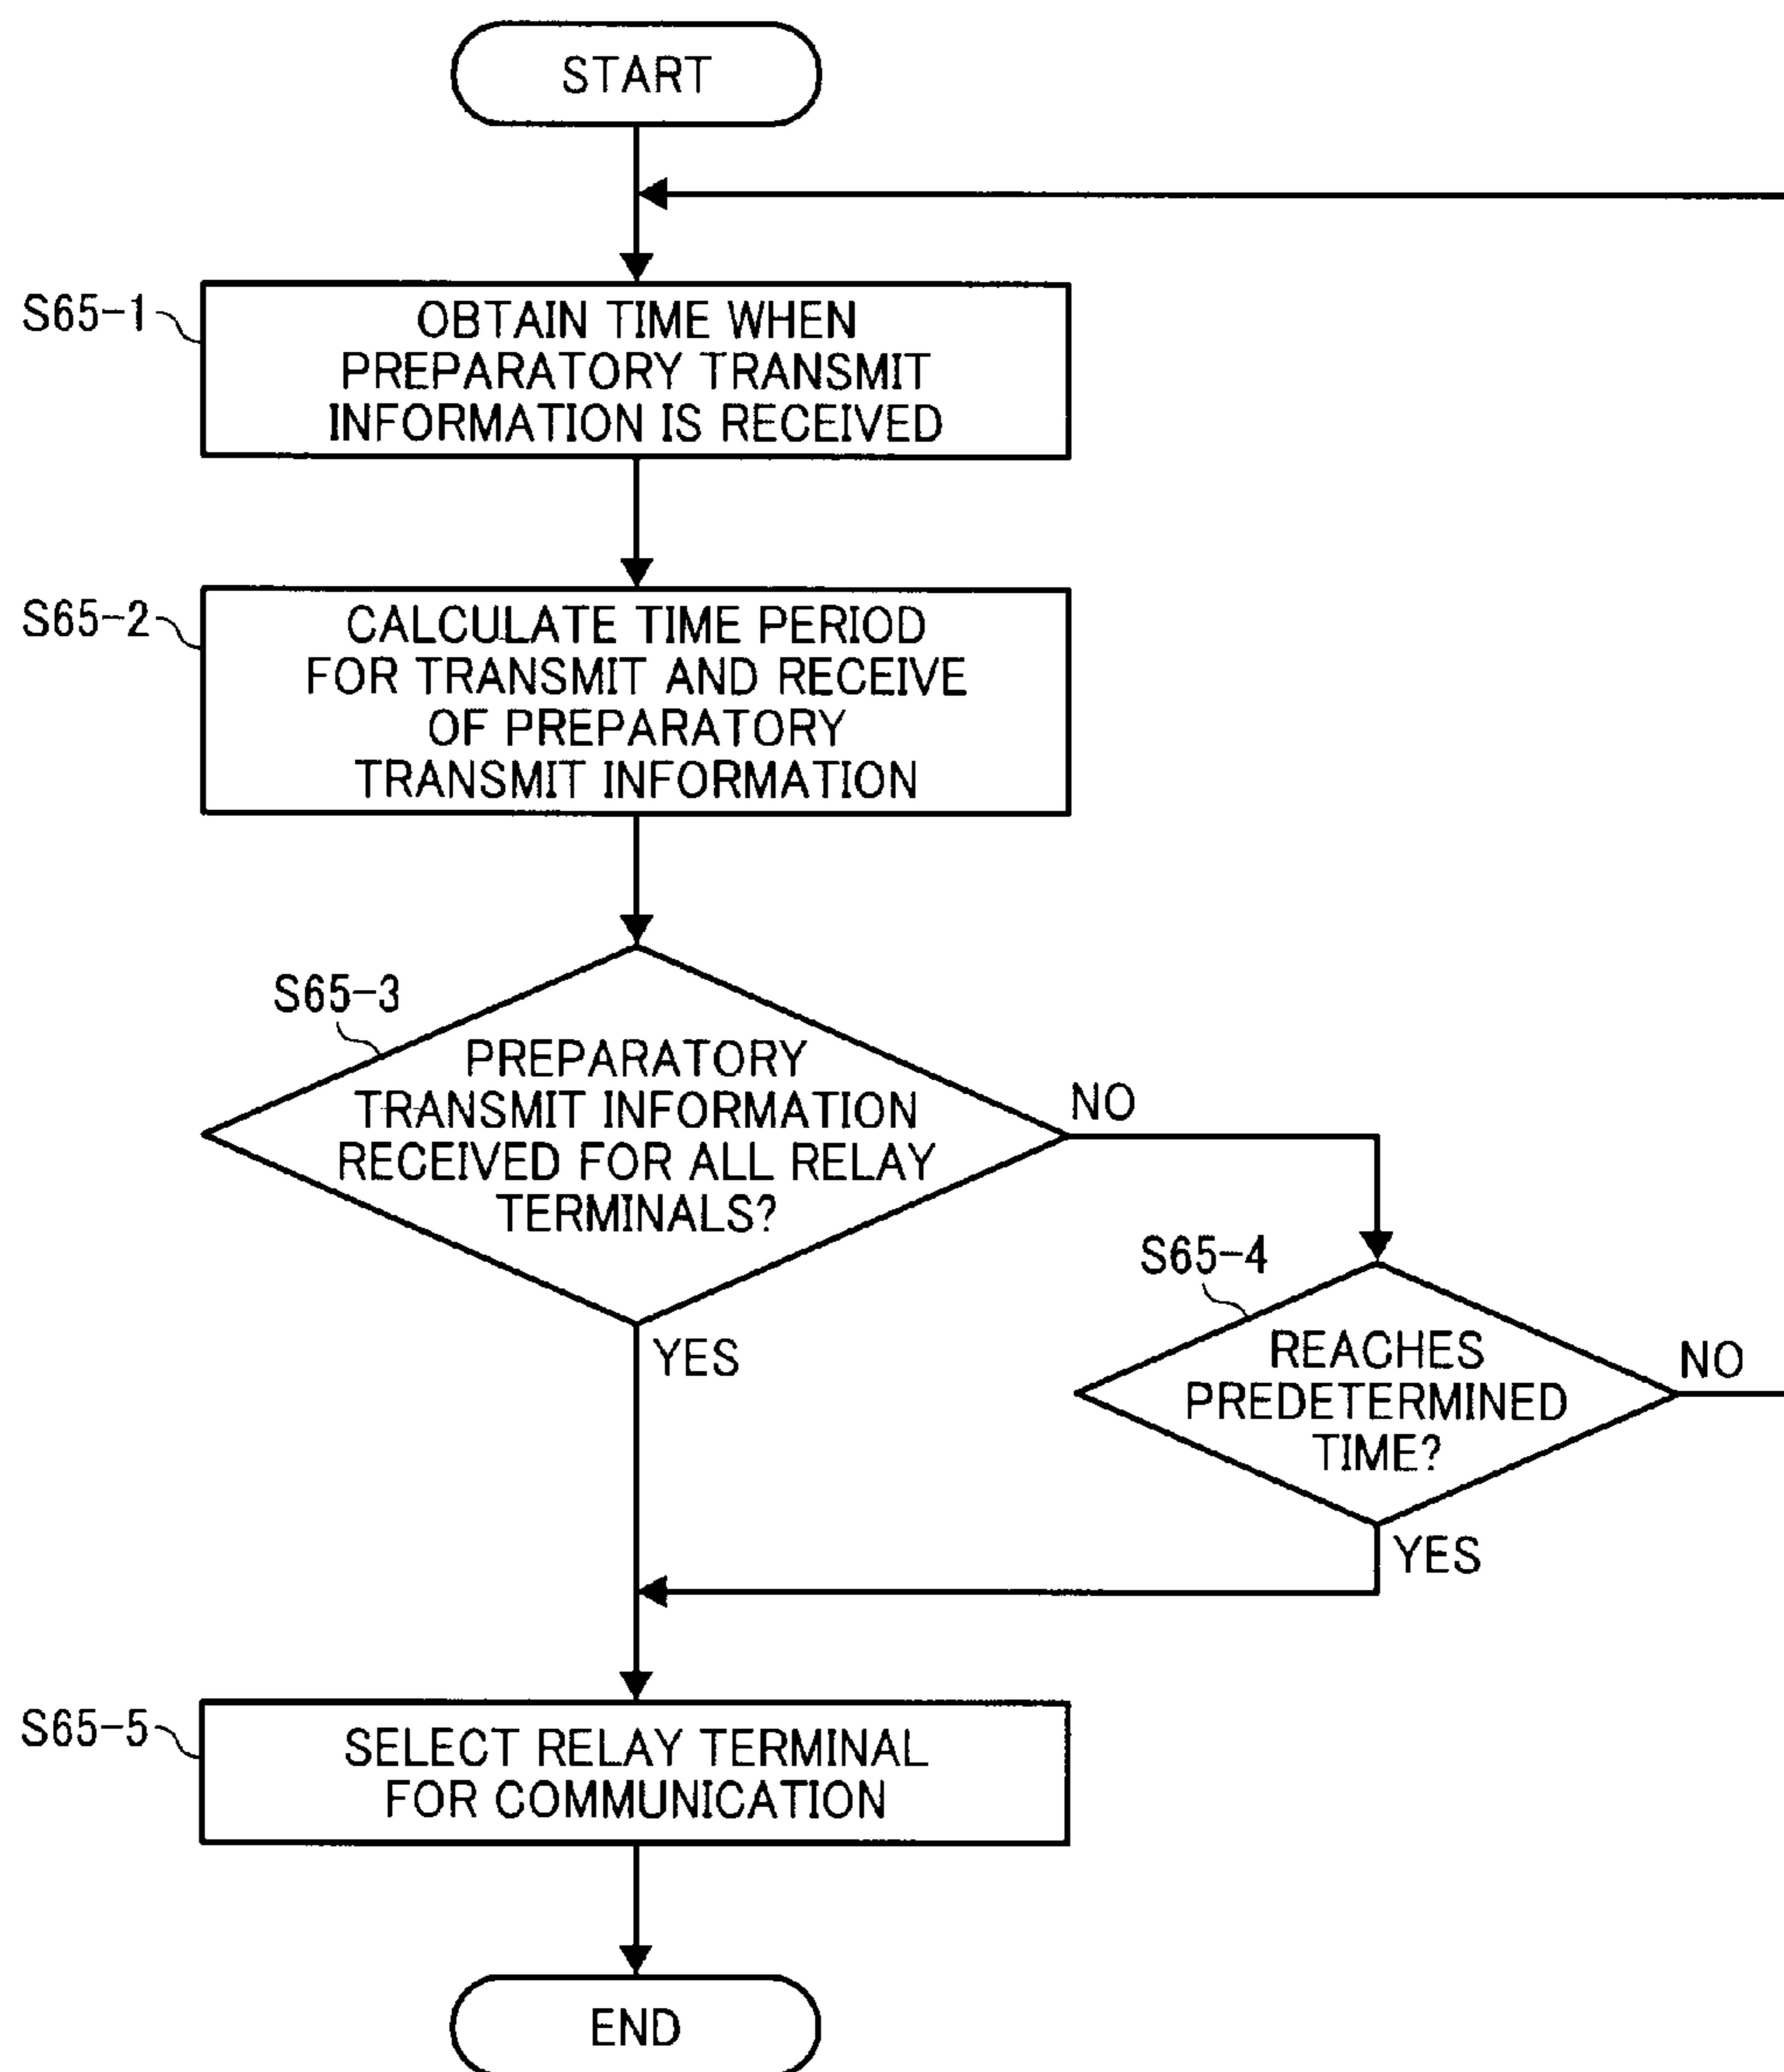 START
S65-1
OBTAIN TIME WHEN
PREPARATORY TRANSMIT
INFORMATION IS RECEIVED
S65-2
CALCULATE TIME PERIOD
FOR TRANSMIT AND RECEIVE
OF PREPARATORY
TRANSMIT INFORMATION
S65-3
PREPARATORY
TRANSMIT INFORMATION
RECEIVED FOR ALL RELAY
TERMINALS?
NO
YES
S65-4
REACHES
PREDETERMINED
TIME?
NO
YES
S65-5
SELECT RELAY TERMINAL
FOR COMMUNICATION
END